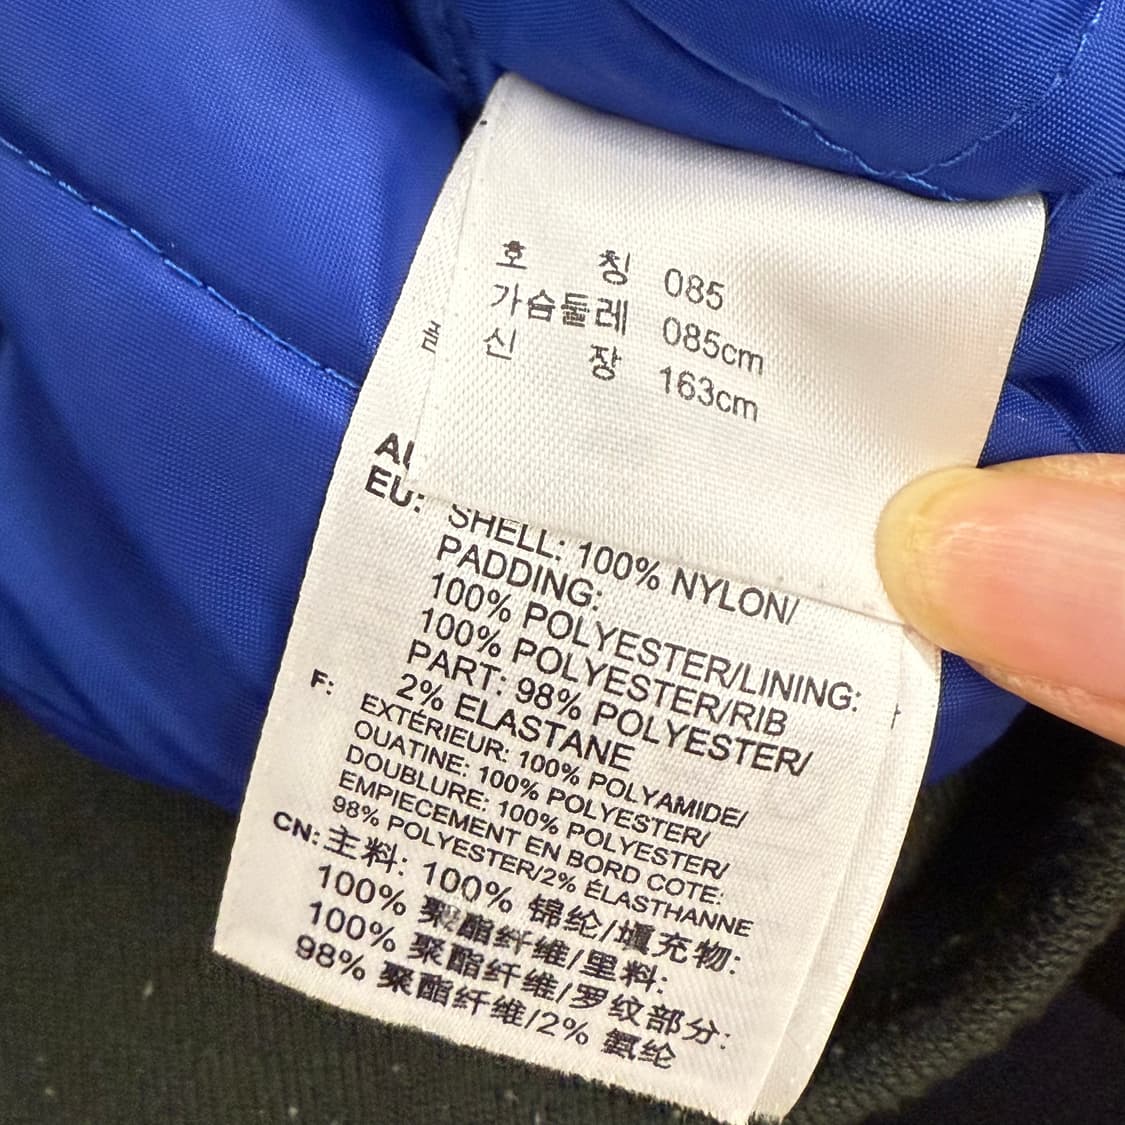 호 칭 085
가슴둘레 085cm
신 장 163cm
EU: SHELL: 100% NYLON/
PADDING:
100% POLYESTER/LINING:
100% POLYESTER/RIB
PART: 98% POLYESTER/
2% ELASTANE
F: EXTÉRIEUR: 100% POLYAMIDE/
OUATINE: 100% POLYESTER/
DOUBLURE: 100% POLYESTER/
EMPIECEMENT EN BORD COTE:
98% POLYESTER/2% ÉLASTHANNE
CN: 主料: 100% 锦纶/填充物:
100% 聚酯纤维/里料:
100% 聚酯纤维/罗纹部分:
98% 聚酯纤维/2% 氨纶